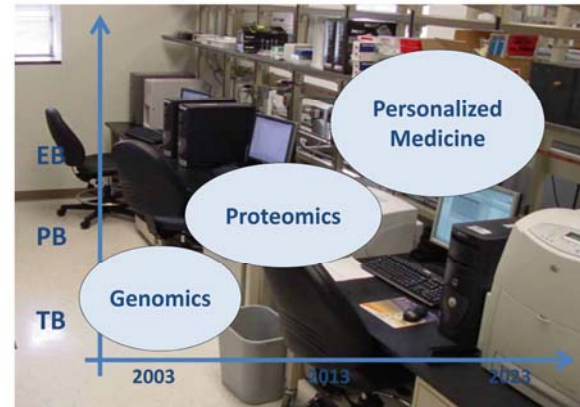 Personalized
Medicine
EB
Proteomics
PB
Genomics
TB
2003
2013
2023